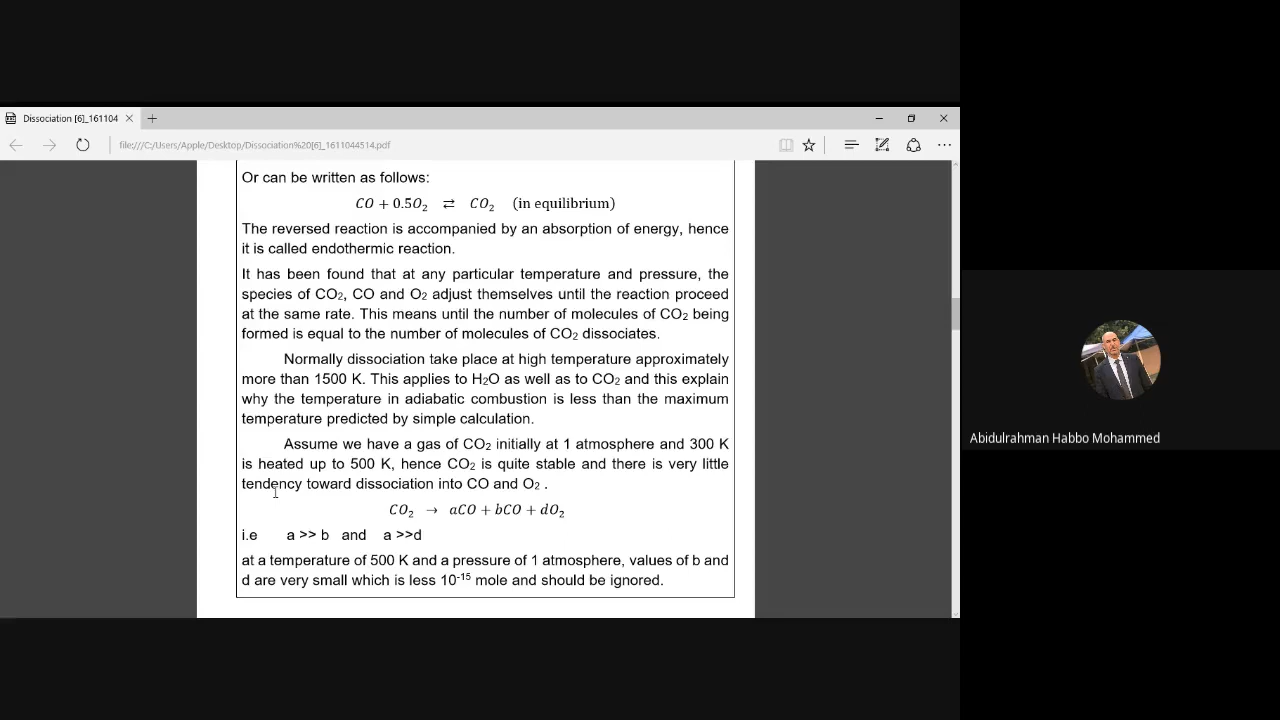 Dissociation [6]_161104
file:///C:/Users/Apple/Desktop/Dissociation%20[6]_1611044514.pdf
Or can be written as follows:
CO + 0.5O₂ ⇄ CO₂ (in equilibrium)
The reversed reaction is accompanied by an absorption of energy, hence
it is called endothermic reaction.
It has been found that at any particular temperature and pressure, the
species of CO₂, CO and O₂ adjust themselves until the reaction proceed
at the same rate. This means until the number of molecules of CO₂ being
formed is equal to the number of molecules of CO₂ dissociates.
Normally dissociation take place at high temperature approximately
more than 1500 K. This applies to H₂O as well as to CO₂ and this explain
why the temperature in adiabatic combustion is less than the maximum
temperature predicted by simple calculation.
Assume we have a gas of CO₂ initially at 1 atmosphere and 300 K
is heated up to 500 K, hence CO₂ is quite stable and there is very little
tendency toward dissociation into CO and O₂ .
CO₂ → aCO + bCO + dO₂
i.e a >> b and a >>d
at a temperature of 500 K and a pressure of 1 atmosphere, values of b and
d are very small which is less 10⁻¹⁵ mole and should be ignored.
Abidulrahman Habbo Mohammed